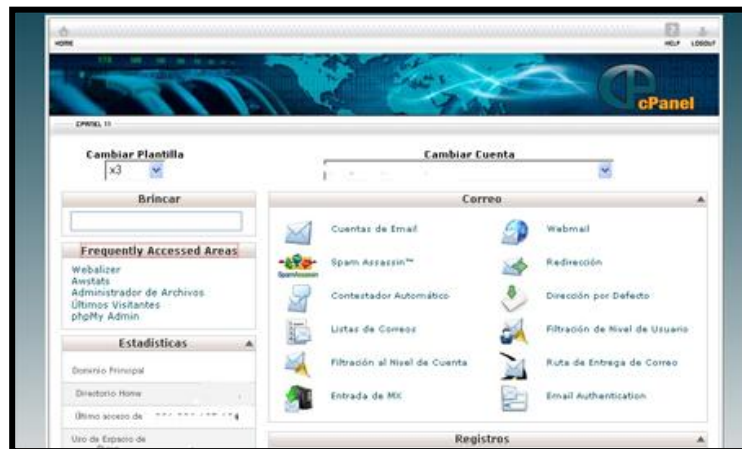 HOME
HELP LOGOUT
cPanel
CPANEL 11
Cambiar Plantilla
x3
Cambiar Cuenta
Brincar
Frequently Accessed Areas
Webalizer
Awstats
Administrador de Archivos
Últimos Visitantes
phpMy Admin
Estadísticas
Dominio Principal
Directorio Home
Último acceso de
Uso de Espacio de
Correo
Cuentas de Email
Webmail
Spam Assassin™
SpamAssassin
Redirección
Contestador Automático
Dirección por Defecto
Listas de Correos
Filtración de Nivel de Usuario
Filtración al Nivel de Cuenta
Ruta de Entrega de Correo
Entrada de MX
Email Authentication
Registros